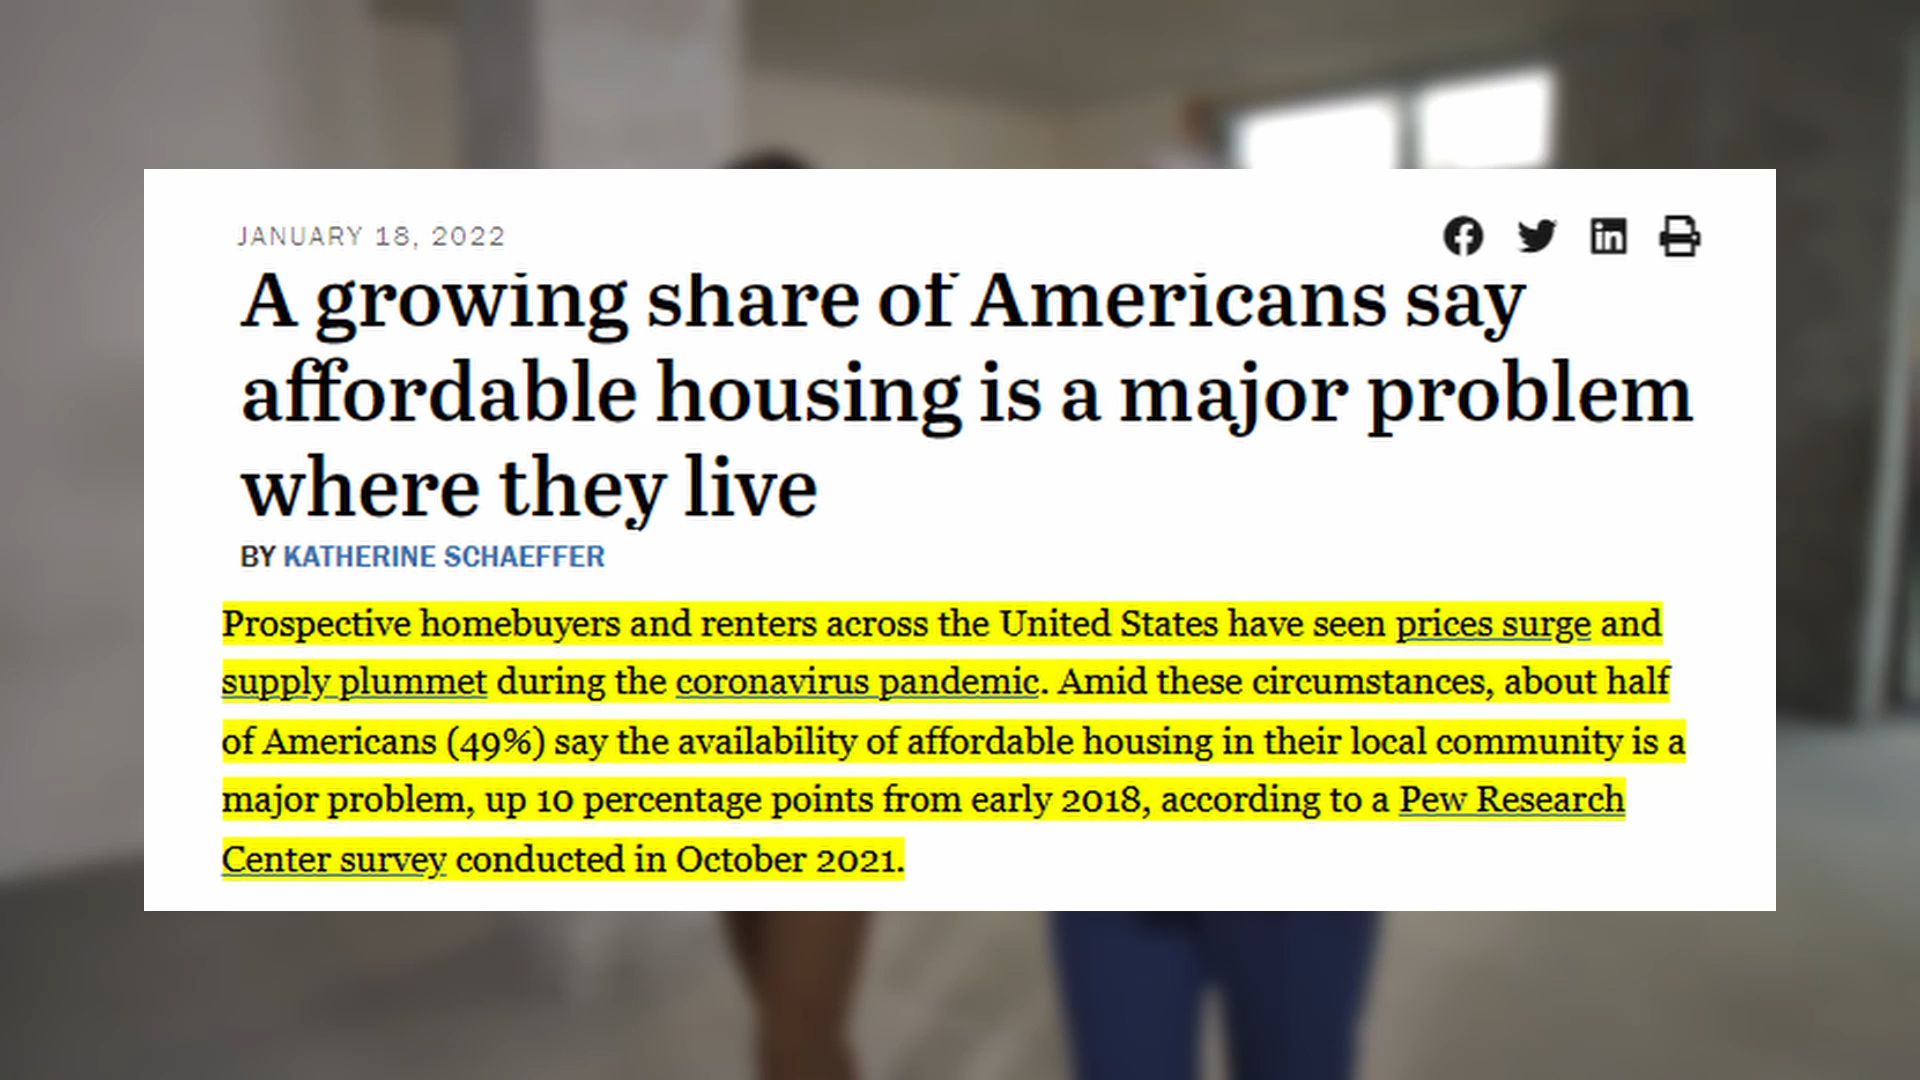 JANUARY 18, 2022
A growing share of Americans say
affordable housing is a major problem
where they live
BY KATHERINE SCHAEFFER
Prospective homebuyers and renters across the United States have seen prices surge and
supply plummet during the coronavirus pandemic. Amid these circumstances, about half
of Americans (49%) say the availability of affordable housing in their local community is a
major problem, up 10 percentage points from early 2018, according to a Pew Research
Center survey conducted in October 2021.